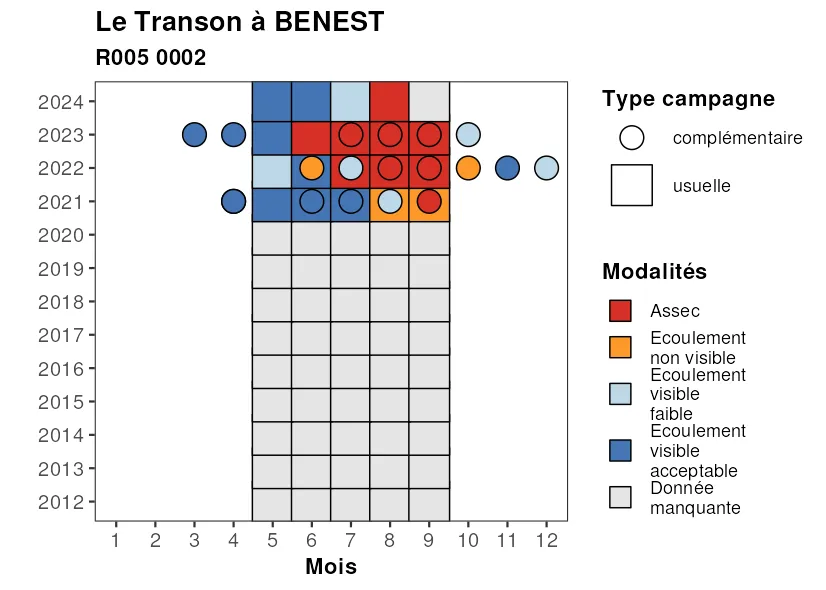 Le Transon à BENEST
R005 0002
2024
2023
2022
2021
2020
2019
2018
2017
2016
2015
2014
2013
2012
1 2 3 4 5 6 7 8 9 10 11 12
Mois
Type campagne
complémentaire
usuelle
Modalités
Assec
Ecoulement
non visible
Ecoulement
visible
faible
Ecoulement
visible
acceptable
Donnée
manquante